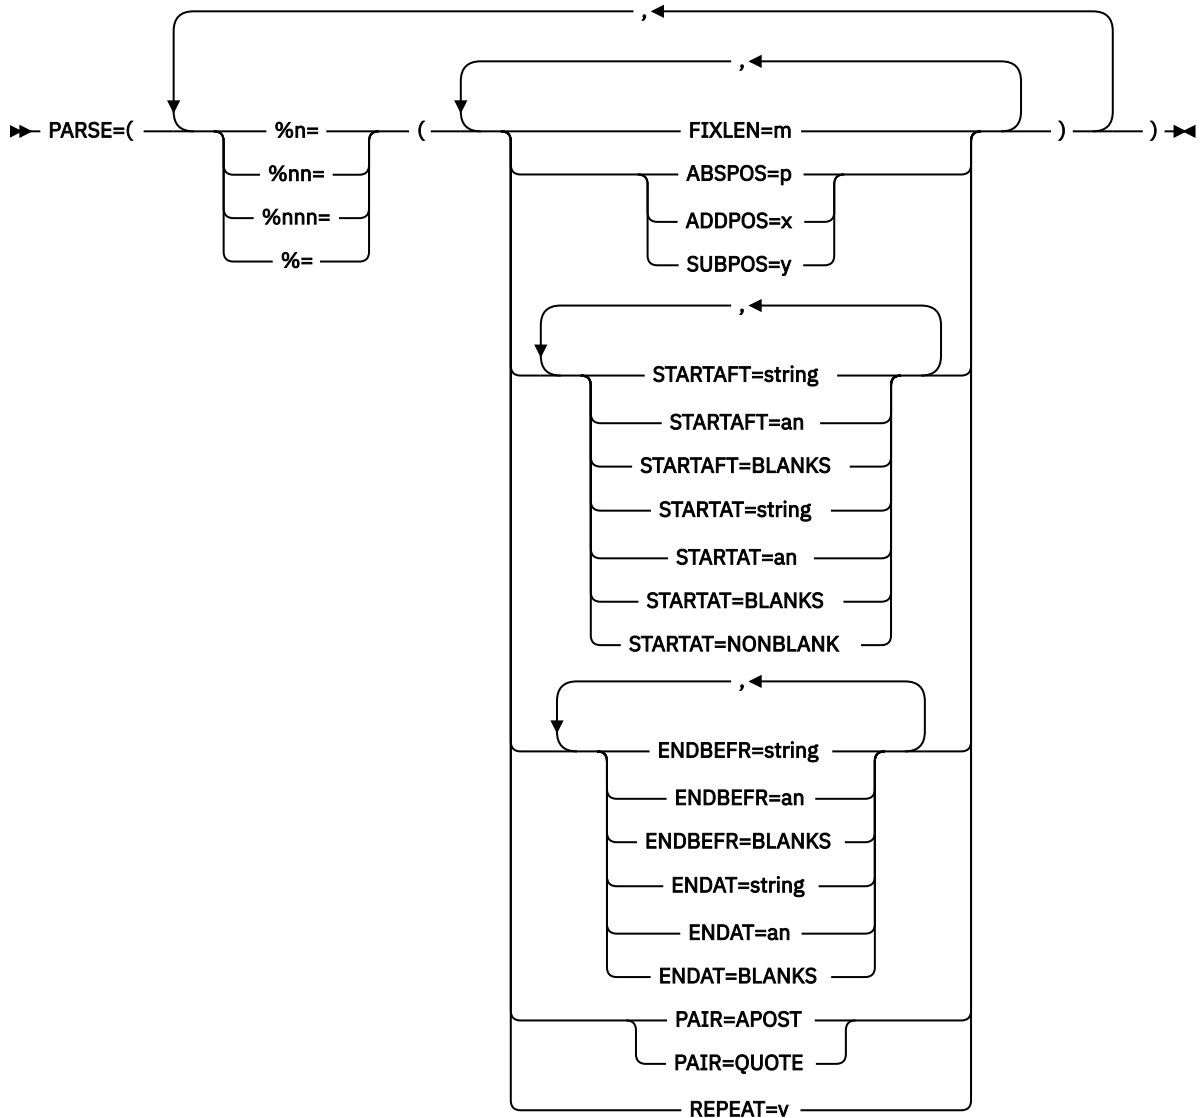 ,
,
PARSE=( %n= ( FIXLEN=m ) )
%nn= ABSPOS=p
%nnn= ADDPOS=x
%= SUBPOS=y
,
STARTAFT=string
STARTAFT=an
STARTAFT=BLANKS
STARTAT=string
STARTAT=an
STARTAT=BLANKS
STARTAT=NONBLANK
,
ENDBEFR=string
ENDBEFR=an
ENDBEFR=BLANKS
ENDAT=string
ENDAT=an
ENDAT=BLANKS
PAIR=APOST
PAIR=QUOTE
REPEAT=v